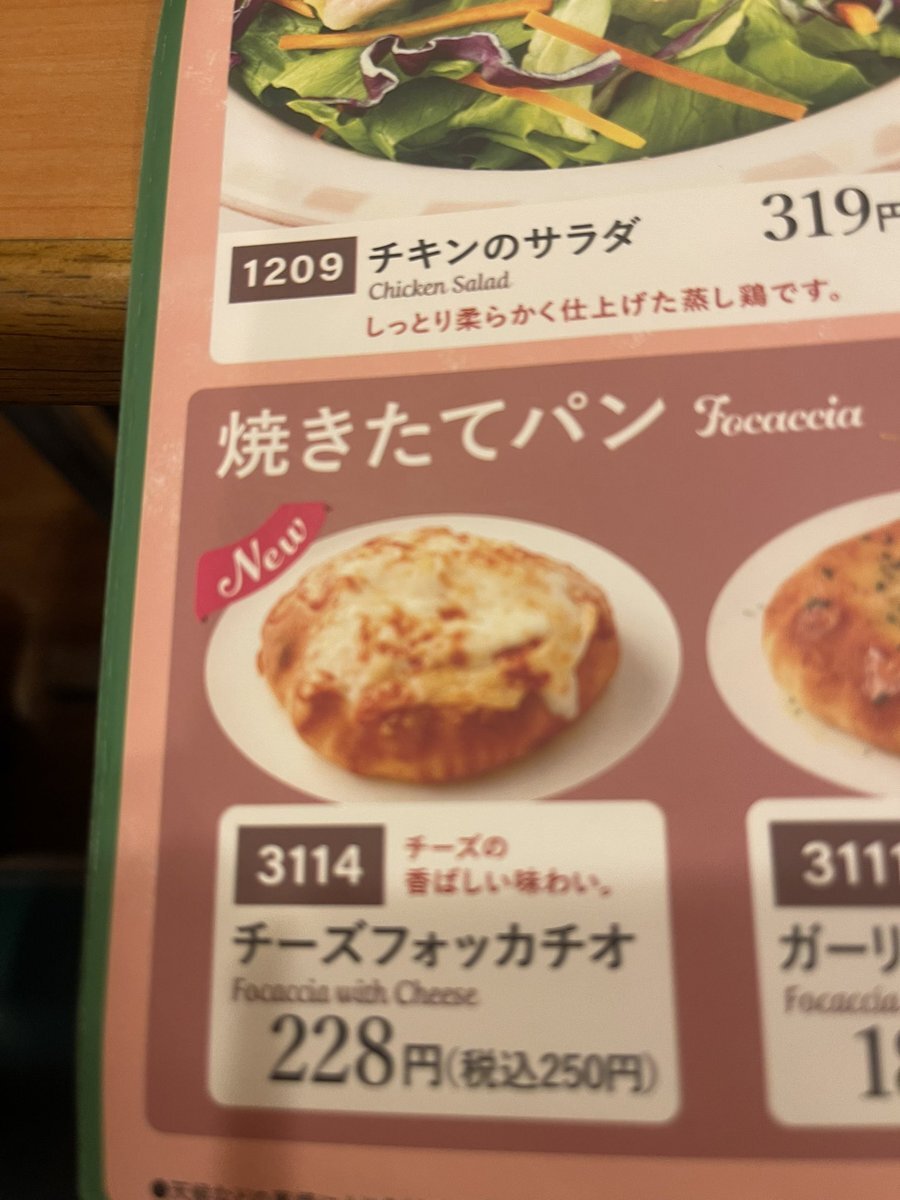 1209 チキンのサラダ 319円
Chicken Salad
しっとり柔らかく仕上げた蒸し鶏です。
焼きたてパン Focaccia
New
3114 チーズの
香ばしい味わい。
チーズフォッカチオ
Focaccia with Cheese
228円(税込250円)
3111
ガーリ
Focaccia
18